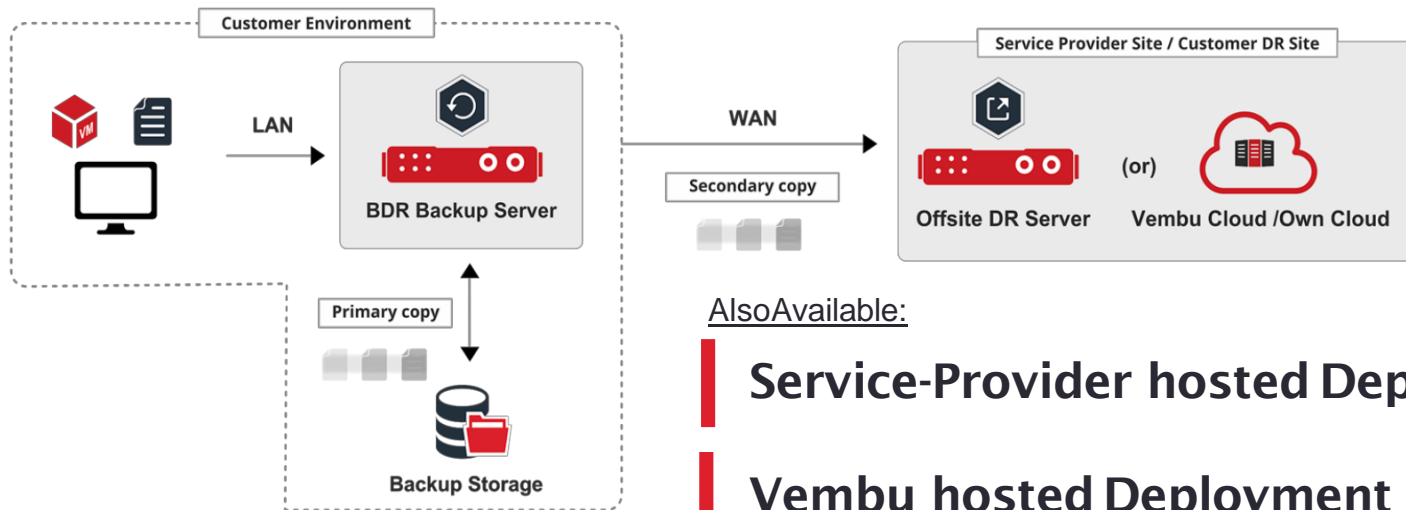 Customer Environment
VM
LAN
BDR Backup Server
Primary copy
Backup Storage
WAN
Secondary copy
Service Provider Site / Customer DR Site
Offsite DR Server
(or)
Vembu Cloud /Own Cloud
AlsoAvailable:
Service-Provider hosted Dep
Vembu hosted Deployment